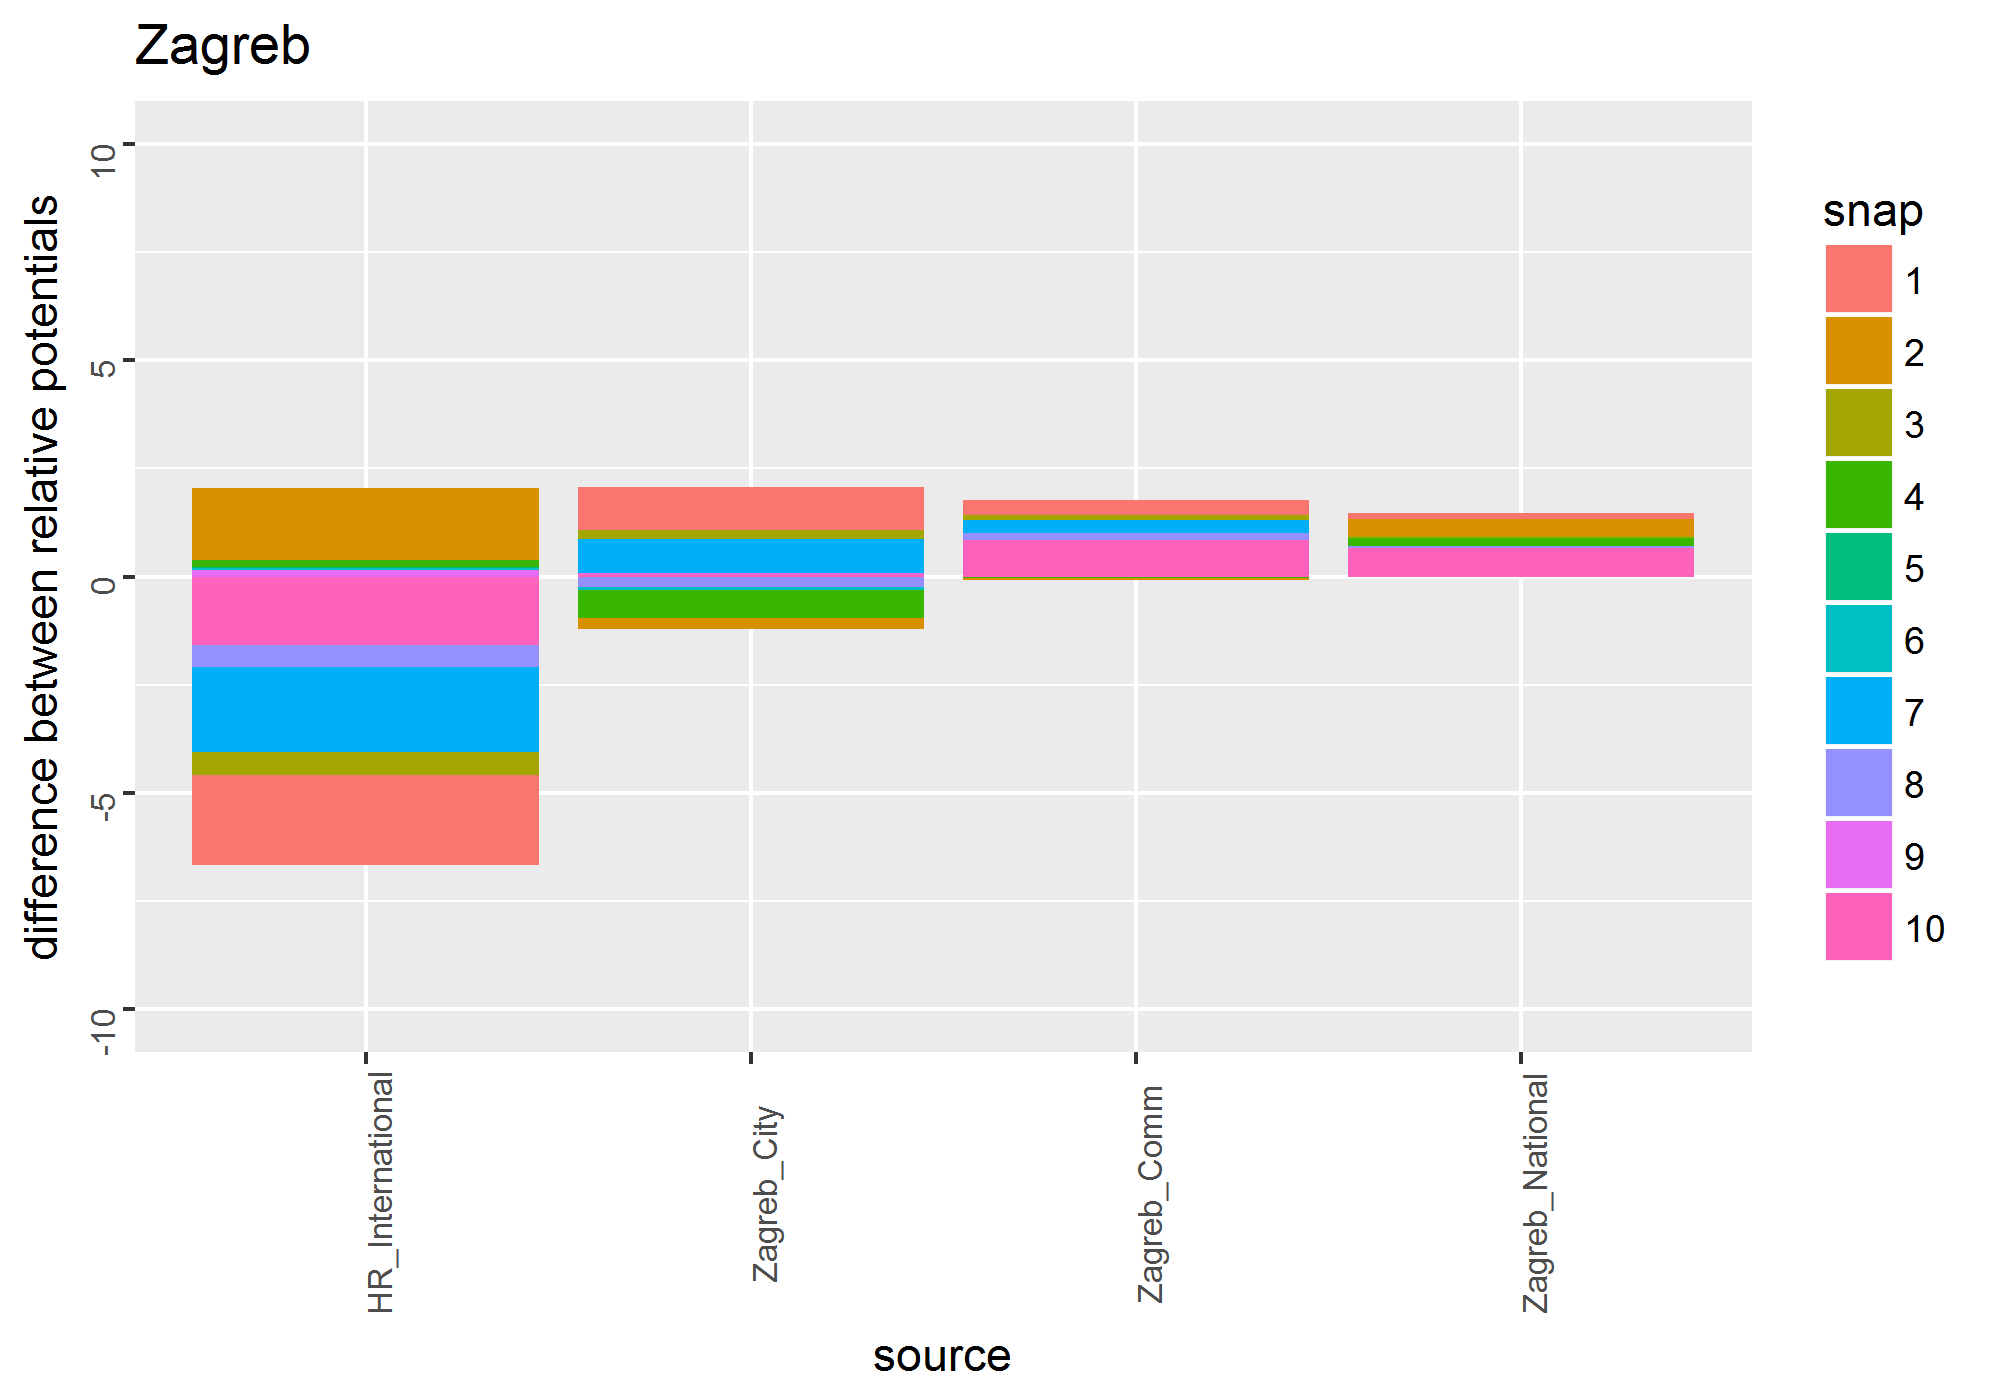 Zagreb
difference between relative potentials
10
5
0
-5
-10
HR_International
Zagreb_City
Zagreb_Comm
Zagreb_National
source
snap
1
2
3
4
5
6
7
8
9
10